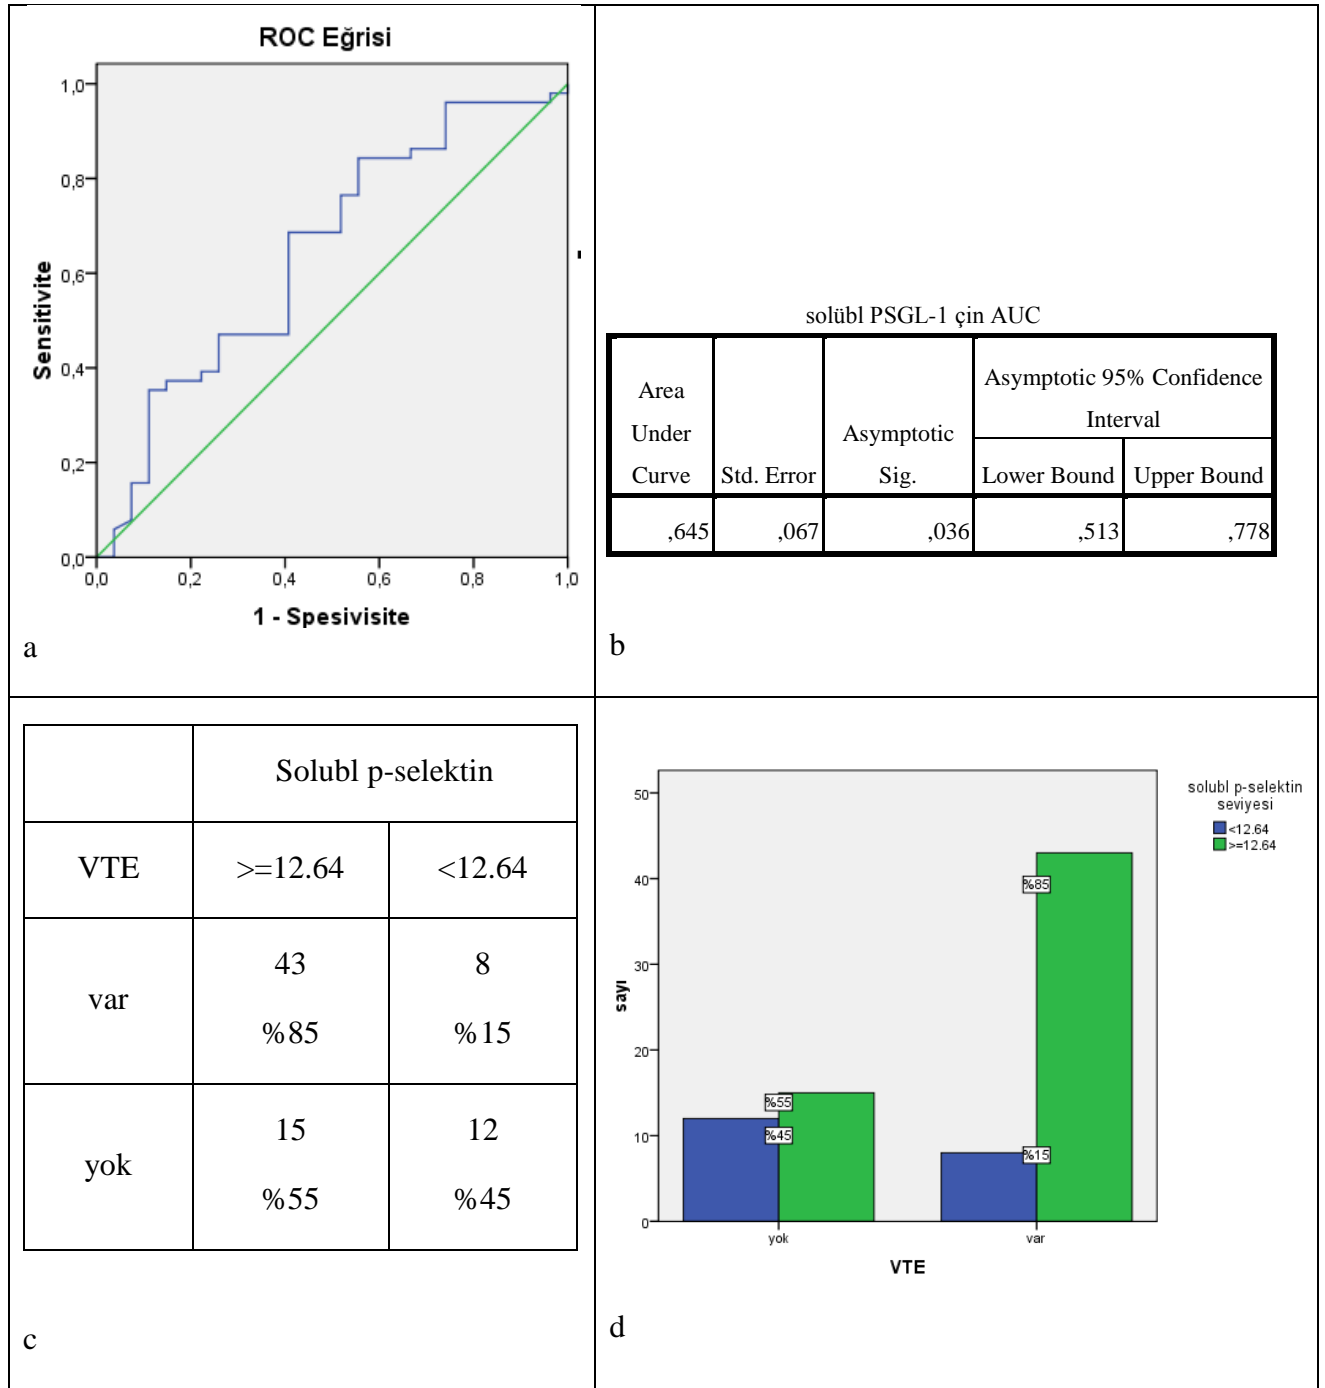 ROC Eğrisi
1,0
0,8
0,6
0,4
0,2
0,0
Sensitivite
0,0 0,2 0,4 0,6 0,8 1,0
1 - Spesivisite
a
solübl PSGL-1 çin AUC
Area Under Curve
Std. Error
Asymptotic Sig.
Asymptotic 95% Confidence Interval
Lower Bound
Upper Bound
,645 ,067 ,036 ,513 ,778
b
Solubl p-selektin
VTE >=12.64 <12.64
var
43 8
%85 %15
yok
15 12
%55 %45
c
50
40
30
20
10
0
sayı
%55
%45
%85
%15
yok var
VTE
solubl p-selektin
seviyesi
<12.64
>=12.64
d